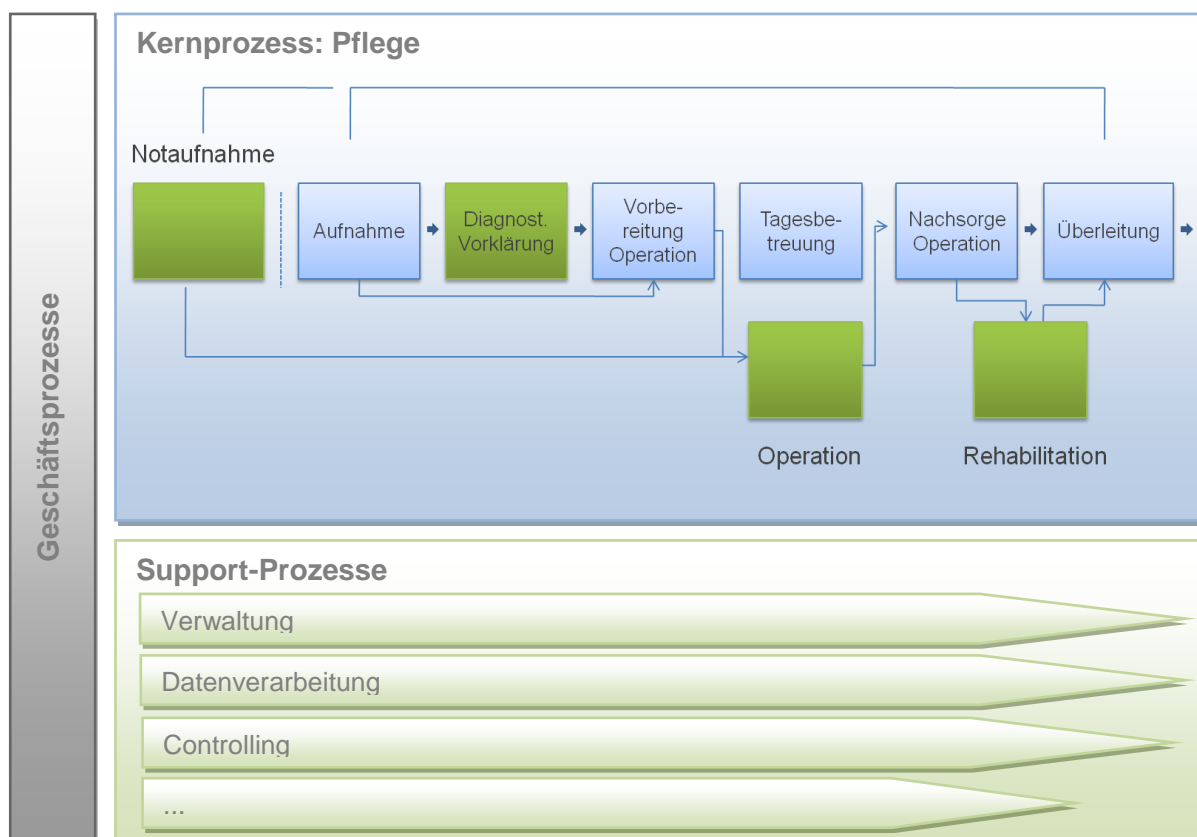 Geschäftsprozesse
Kernprozess: Pflege
Notaufnahme
Aufnahme
Diagnost.
Vorklärung
Vorbe-
reitung
Operation
Tagesbe-
treuung
Nachsorge
Operation
Überleitung
Operation
Rehabilitation
Support-Prozesse
Verwaltung
Datenverarbeitung
Controlling
...